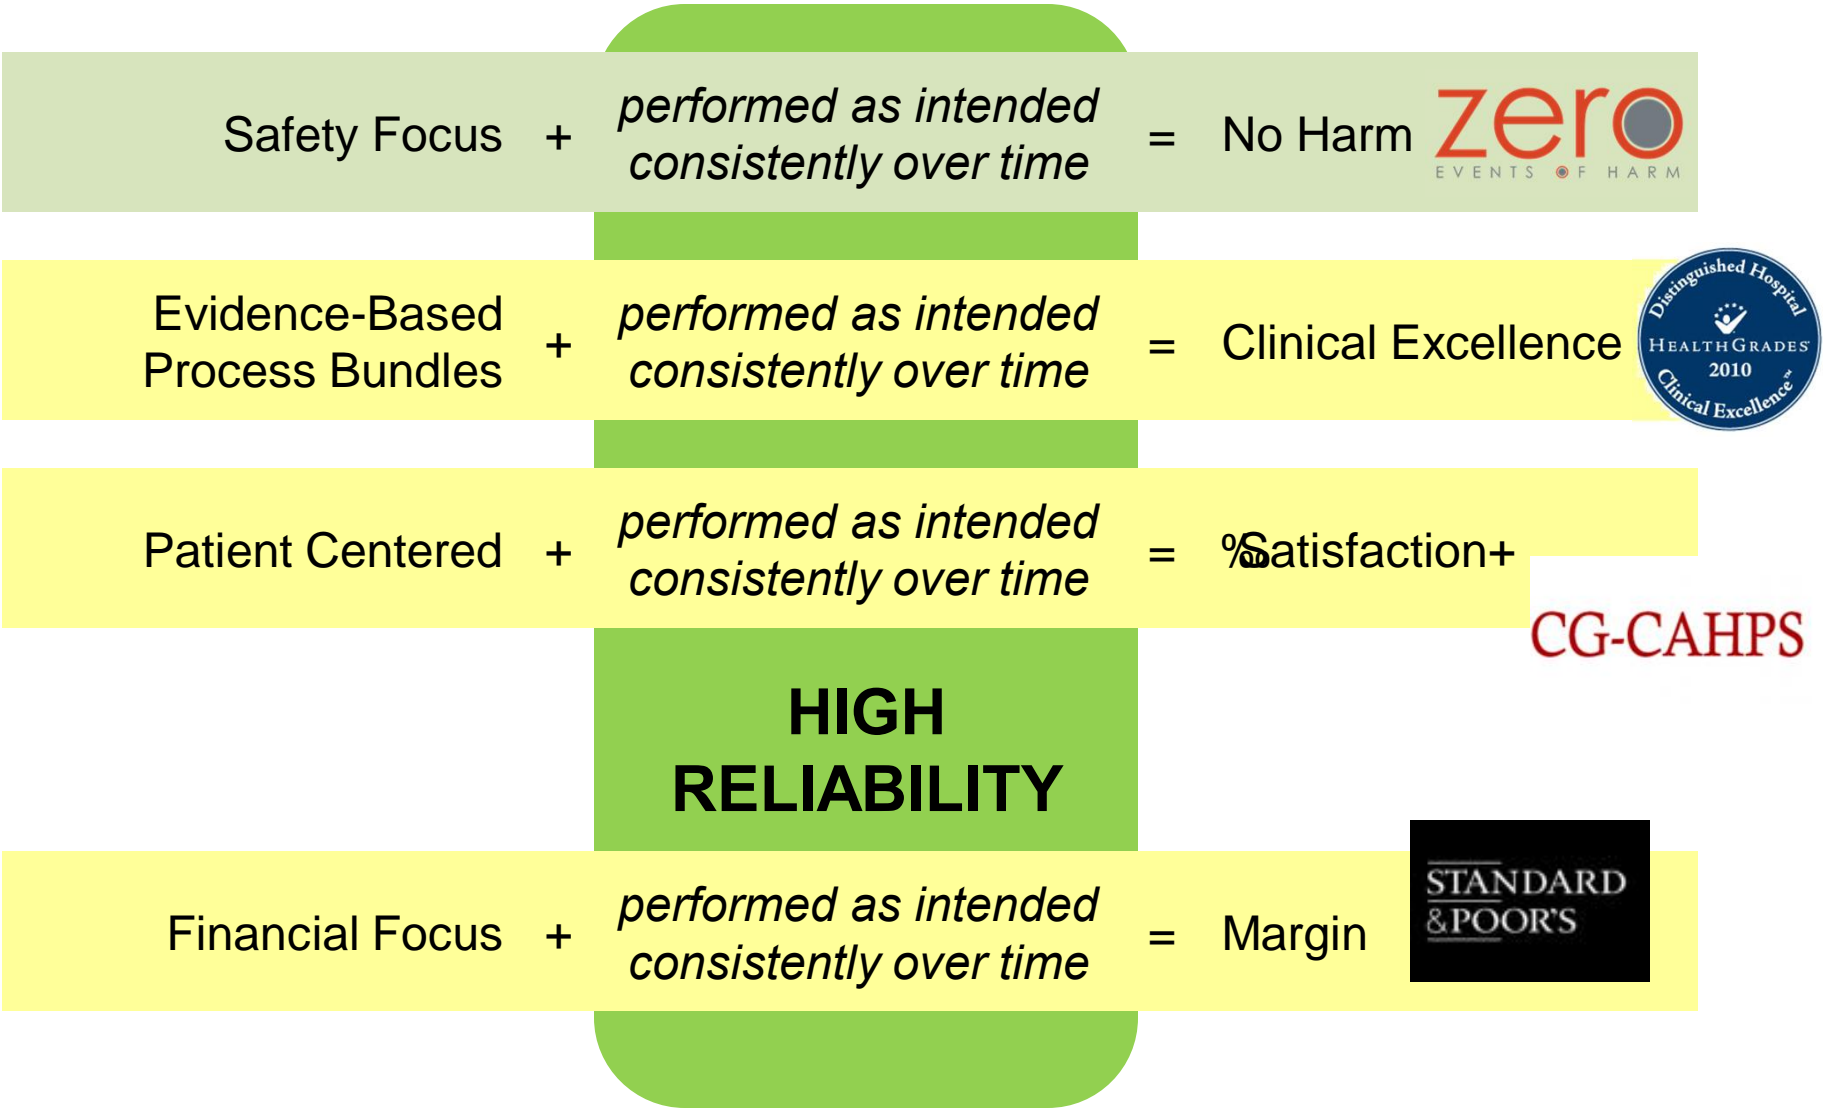 Safety Focus + performed as intended consistently over time = No Harm zero
EVENTS OF HARM
Evidence-Based
Process Bundles
+
performed as intended
consistently over time
= Clinical Excellence
Distinguished Hospital
HEALTHGRADES®
2010
Clinical Excellence™
Patient Centered
+
performed as intended
consistently over time
= ‰Satisfaction+
CG-CAHPS
HIGH
RELIABILITY
Financial Focus
+
performed as intended
consistently over time
= Margin
STANDARD
&POOR'S